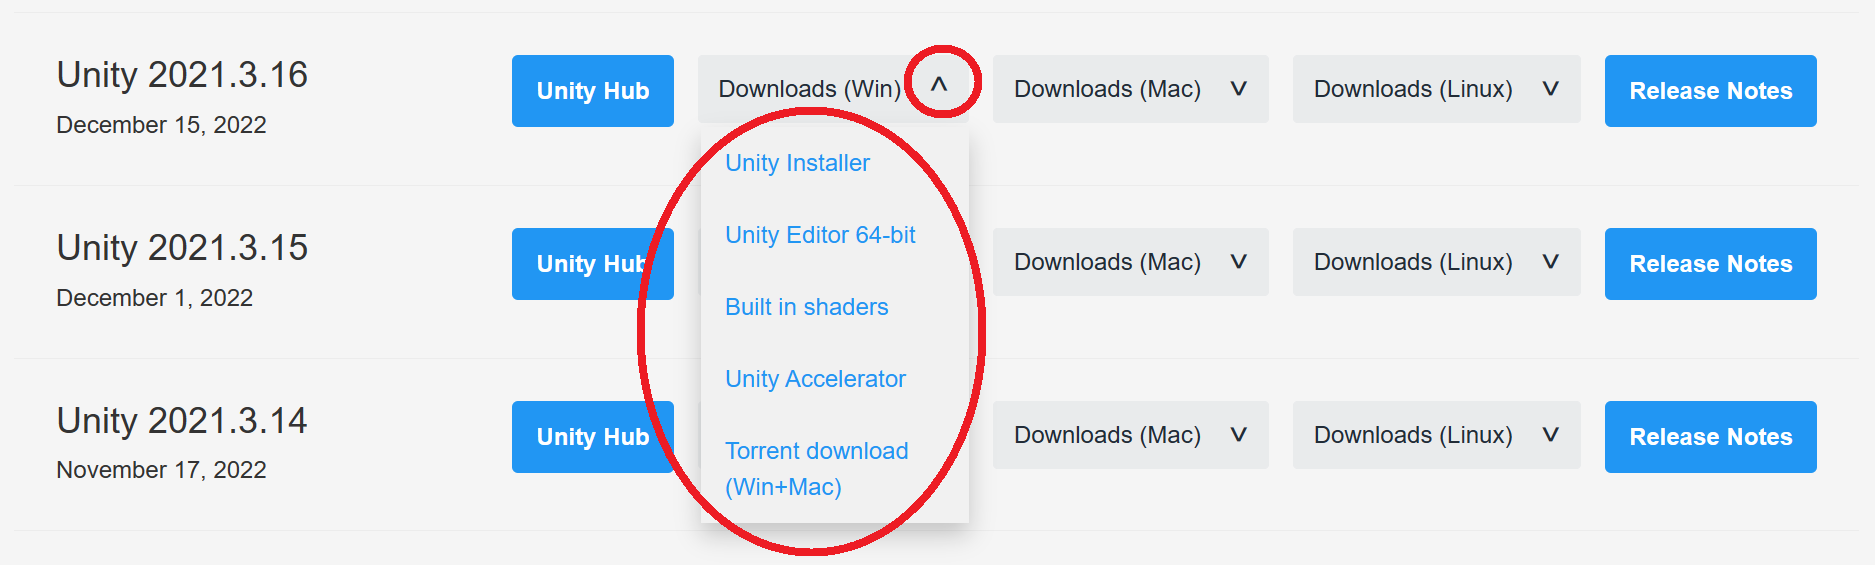 Unity 2021.3.16
December 15, 2022
Unity Hub
Downloads (Win)
Downloads (Mac)
Downloads (Linux)
Release Notes
Unity Installer
Unity Editor 64-bit
Built in shaders
Unity Accelerator
Torrent download
(Win+Mac)
Unity 2021.3.15
December 1, 2022
Unity Hub
Downloads (Mac)
Downloads (Linux)
Release Notes
Unity 2021.3.14
November 17, 2022
Unity Hub
Downloads (Mac)
Downloads (Linux)
Release Notes